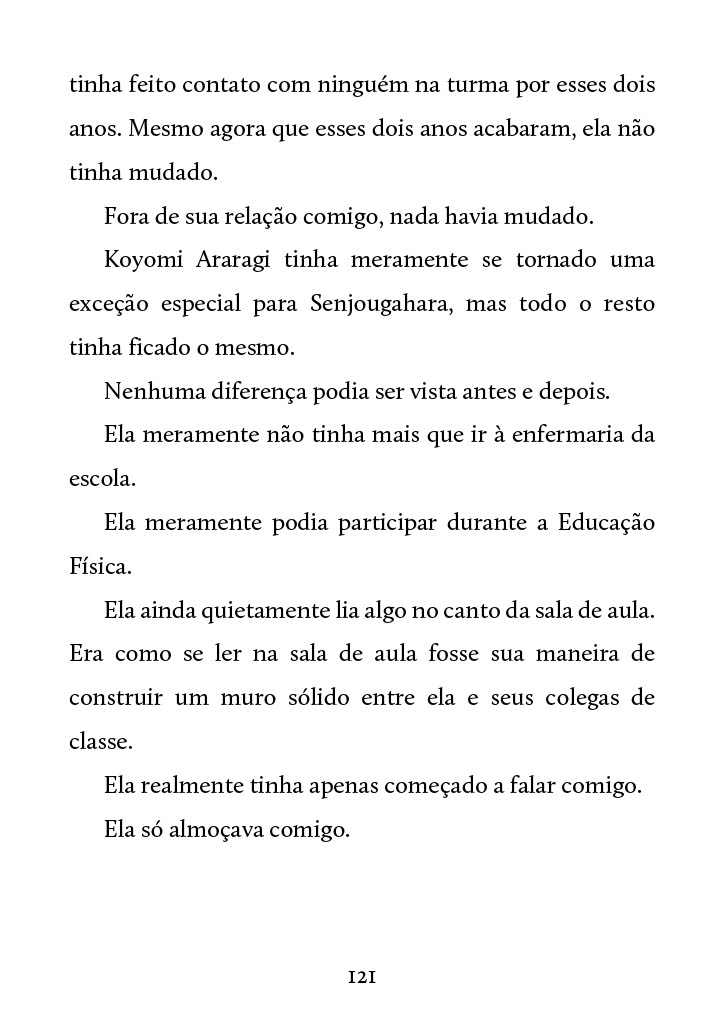 tinha feito contato com ninguém na turma por esses dois
anos. Mesmo agora que esses dois anos acabaram, ela não
tinha mudado.
Fora de sua relação comigo, nada havia mudado.
Koyomi Araragi tinha meramente se tornado uma
exceção especial para Senjougahara, mas todo o resto
tinha ficado o mesmo.
Nenhuma diferença podia ser vista antes e depois.
Ela meramente não tinha mais que ir à enfermaria da
escola.
Ela meramente podia participar durante a Educação
Física.
Ela ainda quietamente lia algo no canto da sala de aula.
Era como se ler na sala de aula fosse sua maneira de
construir um muro sólido entre ela e seus colegas de
classe.
Ela realmente tinha apenas começado a falar comigo.
Ela só almoçava comigo.
121